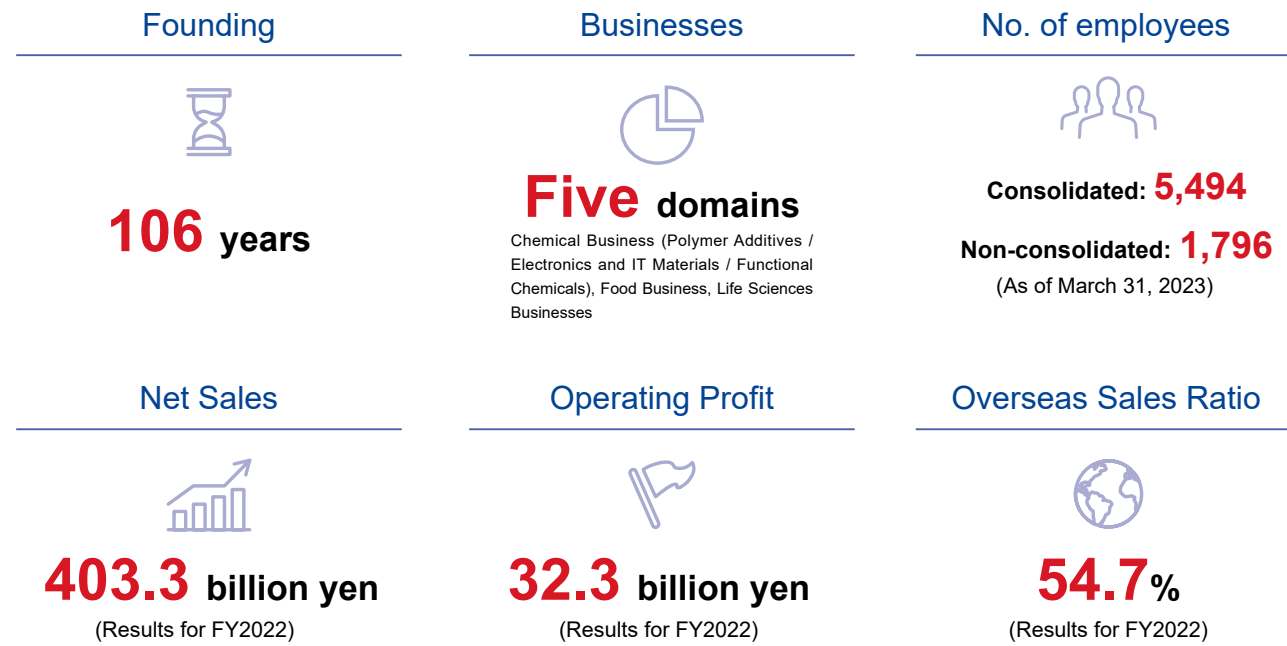 Founding
106 years
Businesses
Five domains
Chemical Business (Polymer Additives /
Electronics and IT Materials / Functional
Chemicals), Food Business, Life Sciences
Businesses
No. of employees
Consolidated: 5,494
Non-consolidated: 1,796
(As of March 31, 2023)
Net Sales
403.3 billion yen
(Results for FY2022)
Operating Profit
32.3 billion yen
(Results for FY2022)
Overseas Sales Ratio
54.7%
(Results for FY2022)